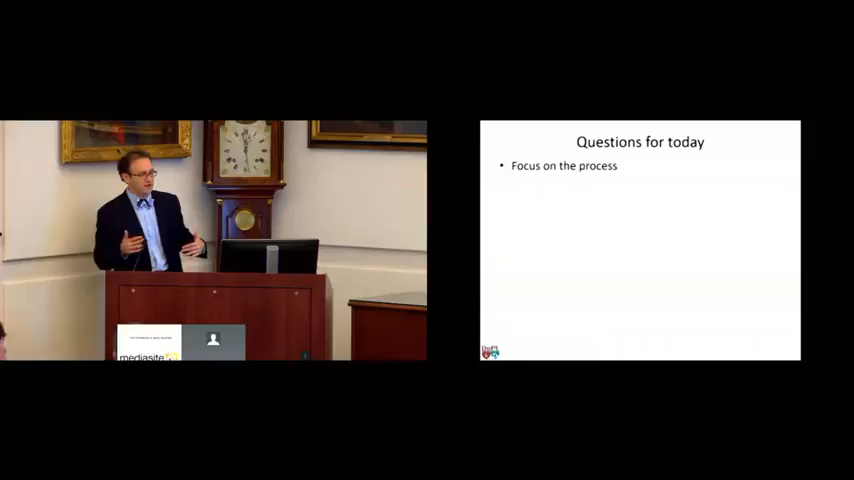 mediasite
Questions for today
• Focus on the process